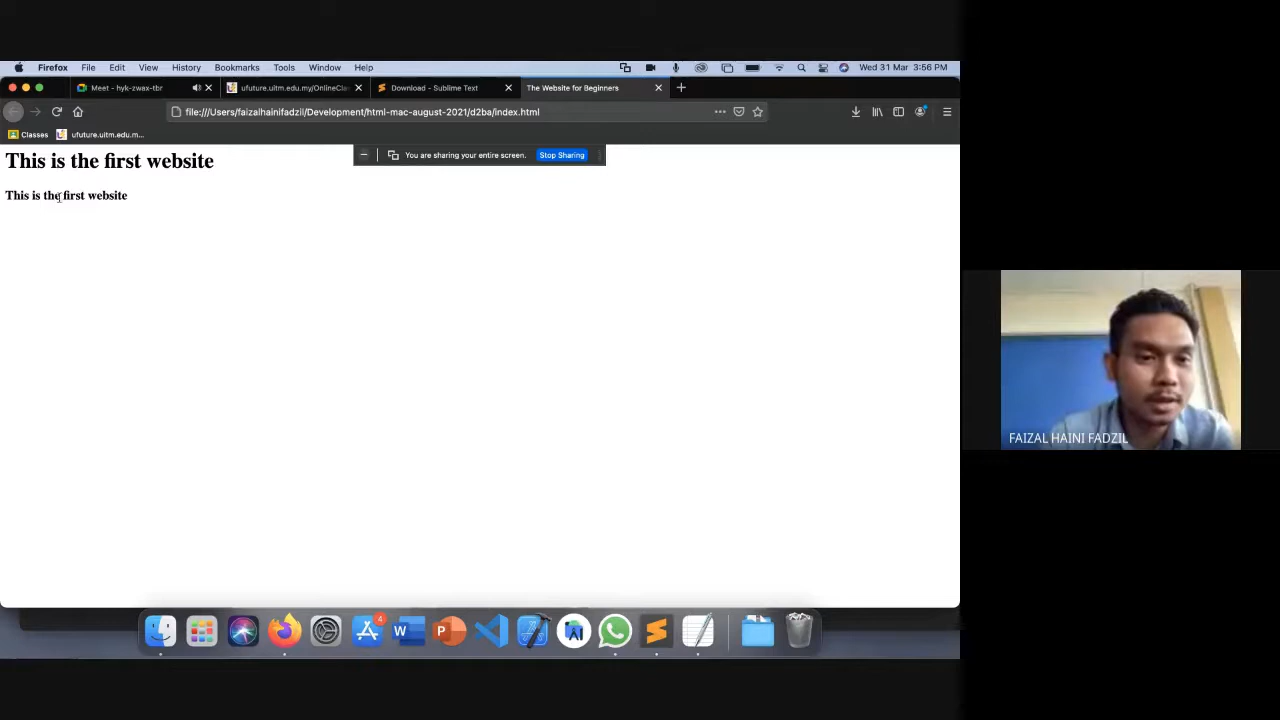 Firefox File Edit View History Bookmarks Tools Window Help Wed 31 Mar 3:56 PM
Meet - hyk-zwax-tbr ufuture.uitm.edu.my/OnlineCla Download - Sublime Text The Website for Beginners
file:///Users/faizalhainifadzil/Development/html-mac-august-2021/d2ba/index.html
Classes ufuture.uitm.edu.m...
You are sharing your entire screen. Stop Sharing
This is the first website
This is the first website
FAIZAL HAINI FADZIL
4
W P Ai